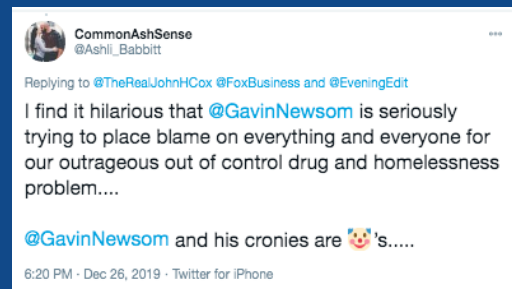 CommonAshSense
@Ashli_Babbitt
Replying to @TheRealJohnHCox @FoxBusiness and @EveningEdit
I find it hilarious that @GavinNewsom is seriously
trying to place blame on everything and everyone for
our outrageous out of control drug and homelessness
problem....
@GavinNewsom and his cronies are 🤡's.....
6:20 PM · Dec 26, 2019 · Twitter for iPhone